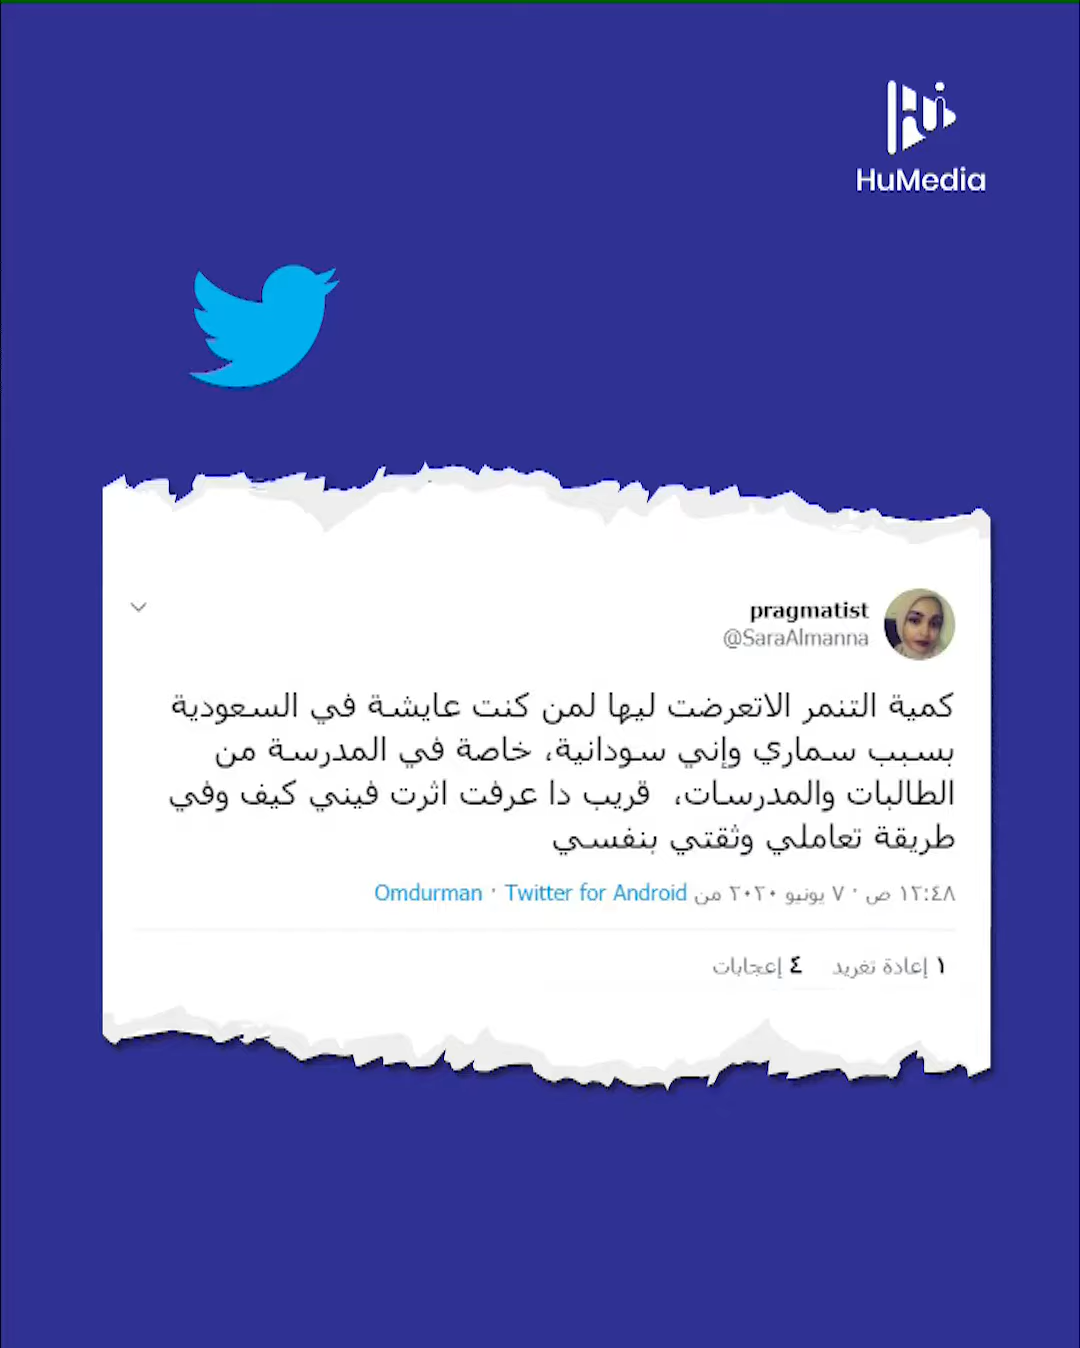 HuMedia
pragmatist
@SaraAlmanna
كمية التنمر الاتعرضت ليها لمن كنت عايشة في السعودية
بسبب سماري وإني سودانية، خاصة في المدرسة من
الطالبات والمدرسات، قريب دا عرفت اثرت فيني كيف وفي
طريقة تعاملي وثقتي بنفسي
١٢:٤٨ ص · ٧ يونيو ٢٠٢٠ من Twitter for Android · Omdurman
١ إعادة تغريد ٤ إعجابات